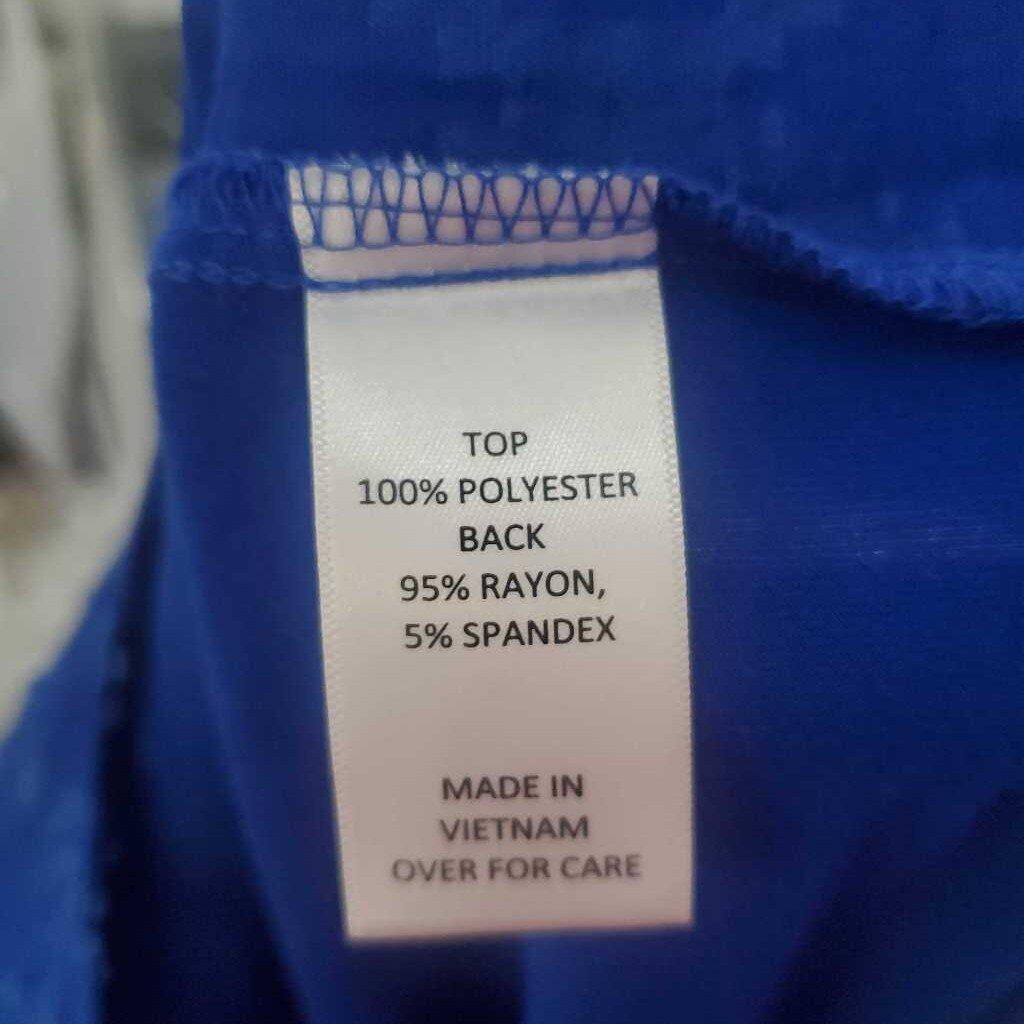 TOP
100% POLYESTER
BACK
95% RAYON,
5% SPANDEX
MADE IN
VIETNAM
OVER FOR CARE